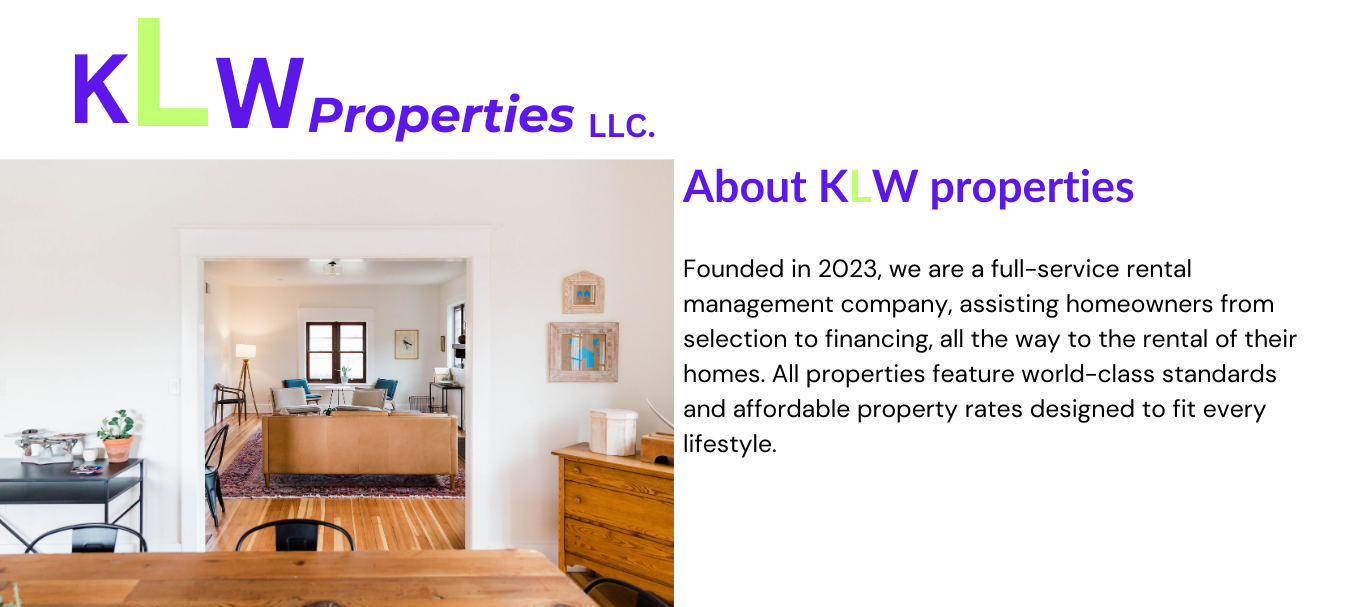 KLW Properties LLC.
About KLW properties
Founded in 2023, we are a full-service rental
management company, assisting homeowners from
selection to financing, all the way to the rental of their
homes. All properties feature world-class standards
and affordable property rates designed to fit every
lifestyle.